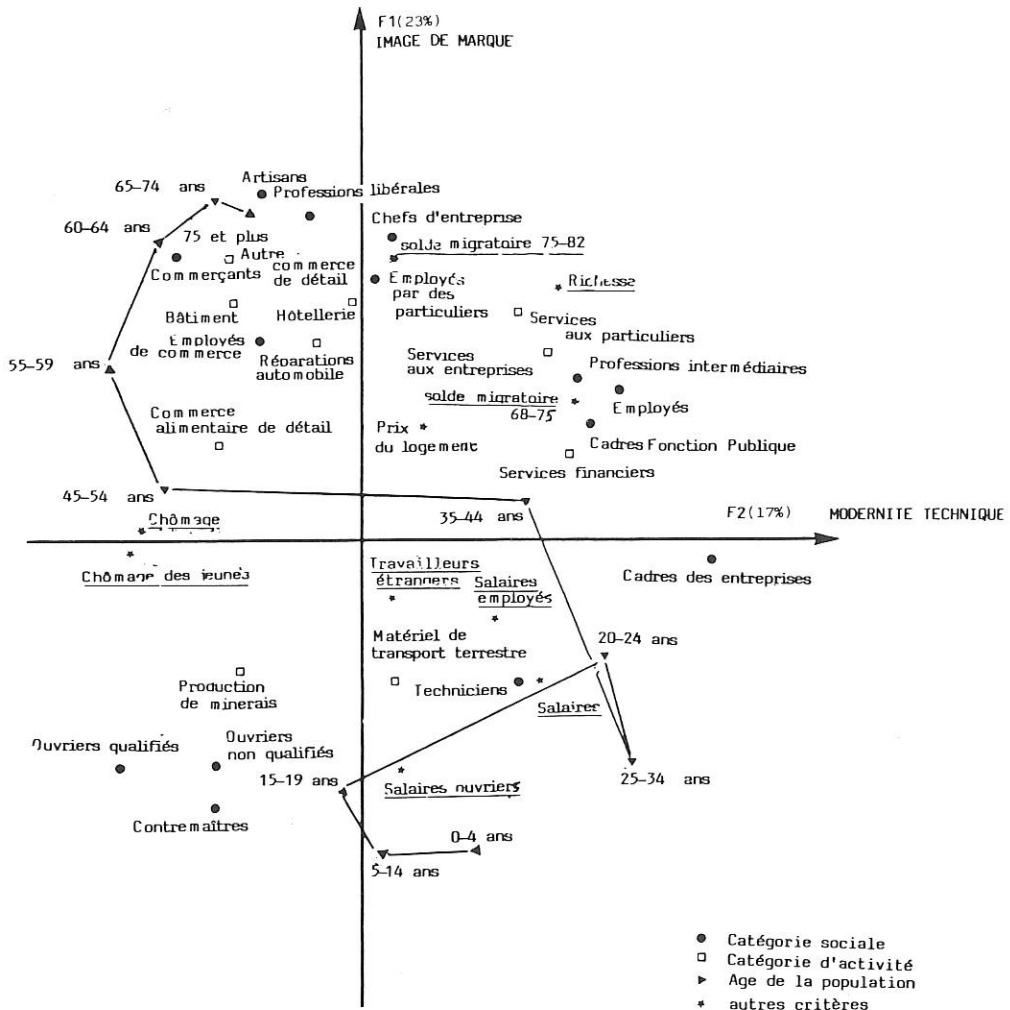 F1(23%)
IMAGE DE MARQUE
65-74 ans
Artisans
Professions libérales
60-64 ans
75 et plus
Chefs d'entreprise
solde migratoire 75-82
Commerçants
Autre
commerce
de détail
Employés
par des
particuliers
Richesse
Bâtiment
Hôtellerie
Services
aux particuliers
Employés
de commerce
Réparations
automobile
Services
aux entreprises
55-59 ans
Professions intermédiaires
solde migratoire
68-75
Employés
Commerce
alimentaire de détail
Prix
du logement
Cadres Fonction Publique
Services financiers
45-54 ans
35-44 ans
F2(17%) MODERNITE TECHNIQUE
Chômage
Chômage des jeunes
Travailleurs
étrangers
Salaires
employés
Cadres des entreprises
Matériel de
transport terrestre
20-24 ans
Production
de minerais
Techniciens
Salaires
Ouvriers qualifiés
Ouvriers
non qualifiés
15-19 ans
Salaires ouvriers
25-34 ans
Contremaîtres
0-4 ans
5-14 ans
Catégorie sociale
Catégorie d'activité
Age de la population
autres critères